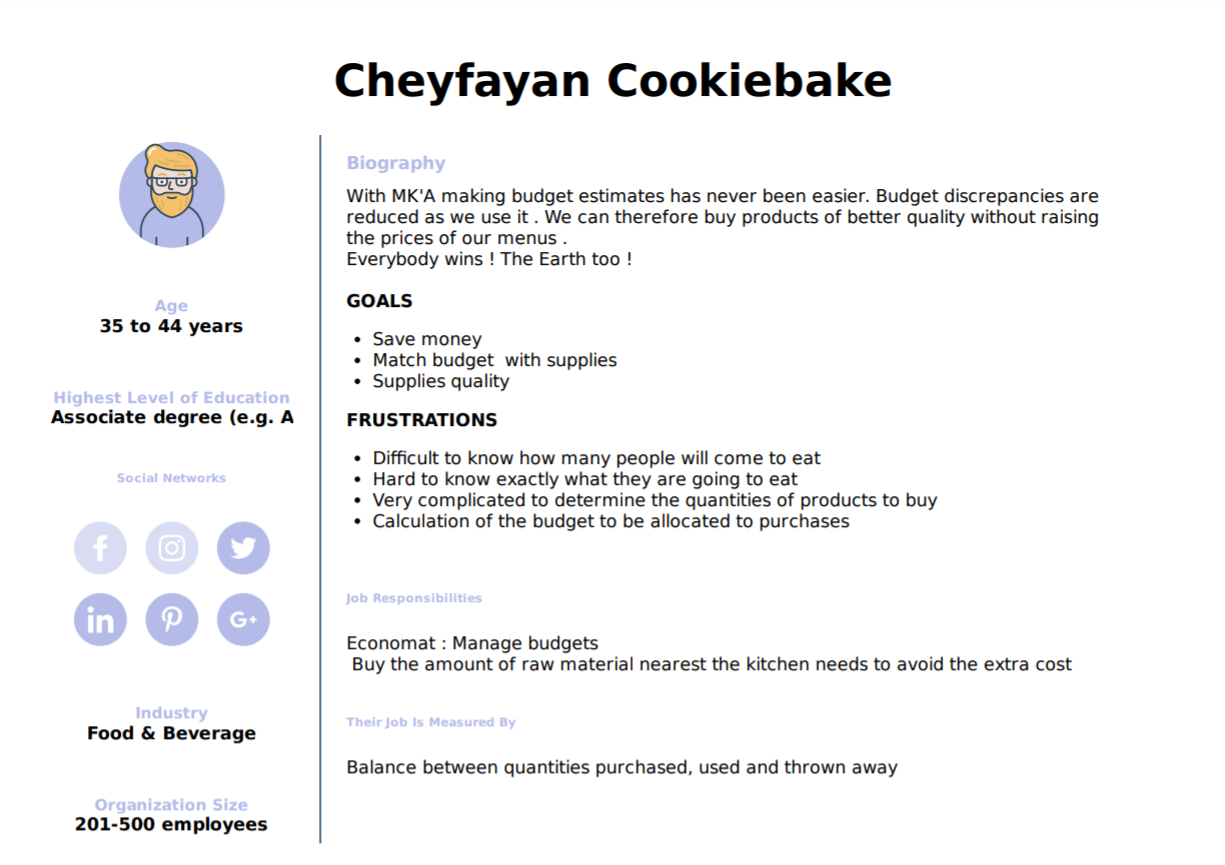 Cheyfayan Cookiebake
Age
35 to 44 years
Highest Level of Education
Associate degree (e.g. A
Social Networks
Industry
Food & Beverage
Organization Size
201-500 employees
Biography
With MK'A making budget estimates has never been easier. Budget discrepancies are
reduced as we use it . We can therefore buy products of better quality without raising
the prices of our menus .
Everybody wins ! The Earth too !
GOALS
• Save money
• Match budget  with supplies
• Supplies quality
FRUSTRATIONS
• Difficult to know how many people will come to eat
• Hard to know exactly what they are going to eat
• Very complicated to determine the quantities of products to buy
• Calculation of the budget to be allocated to purchases
Job Responsibilities
Economat : Manage budgets
Buy the amount of raw material nearest the kitchen needs to avoid the extra cost
Their Job Is Measured By
Balance between quantities purchased, used and thrown away